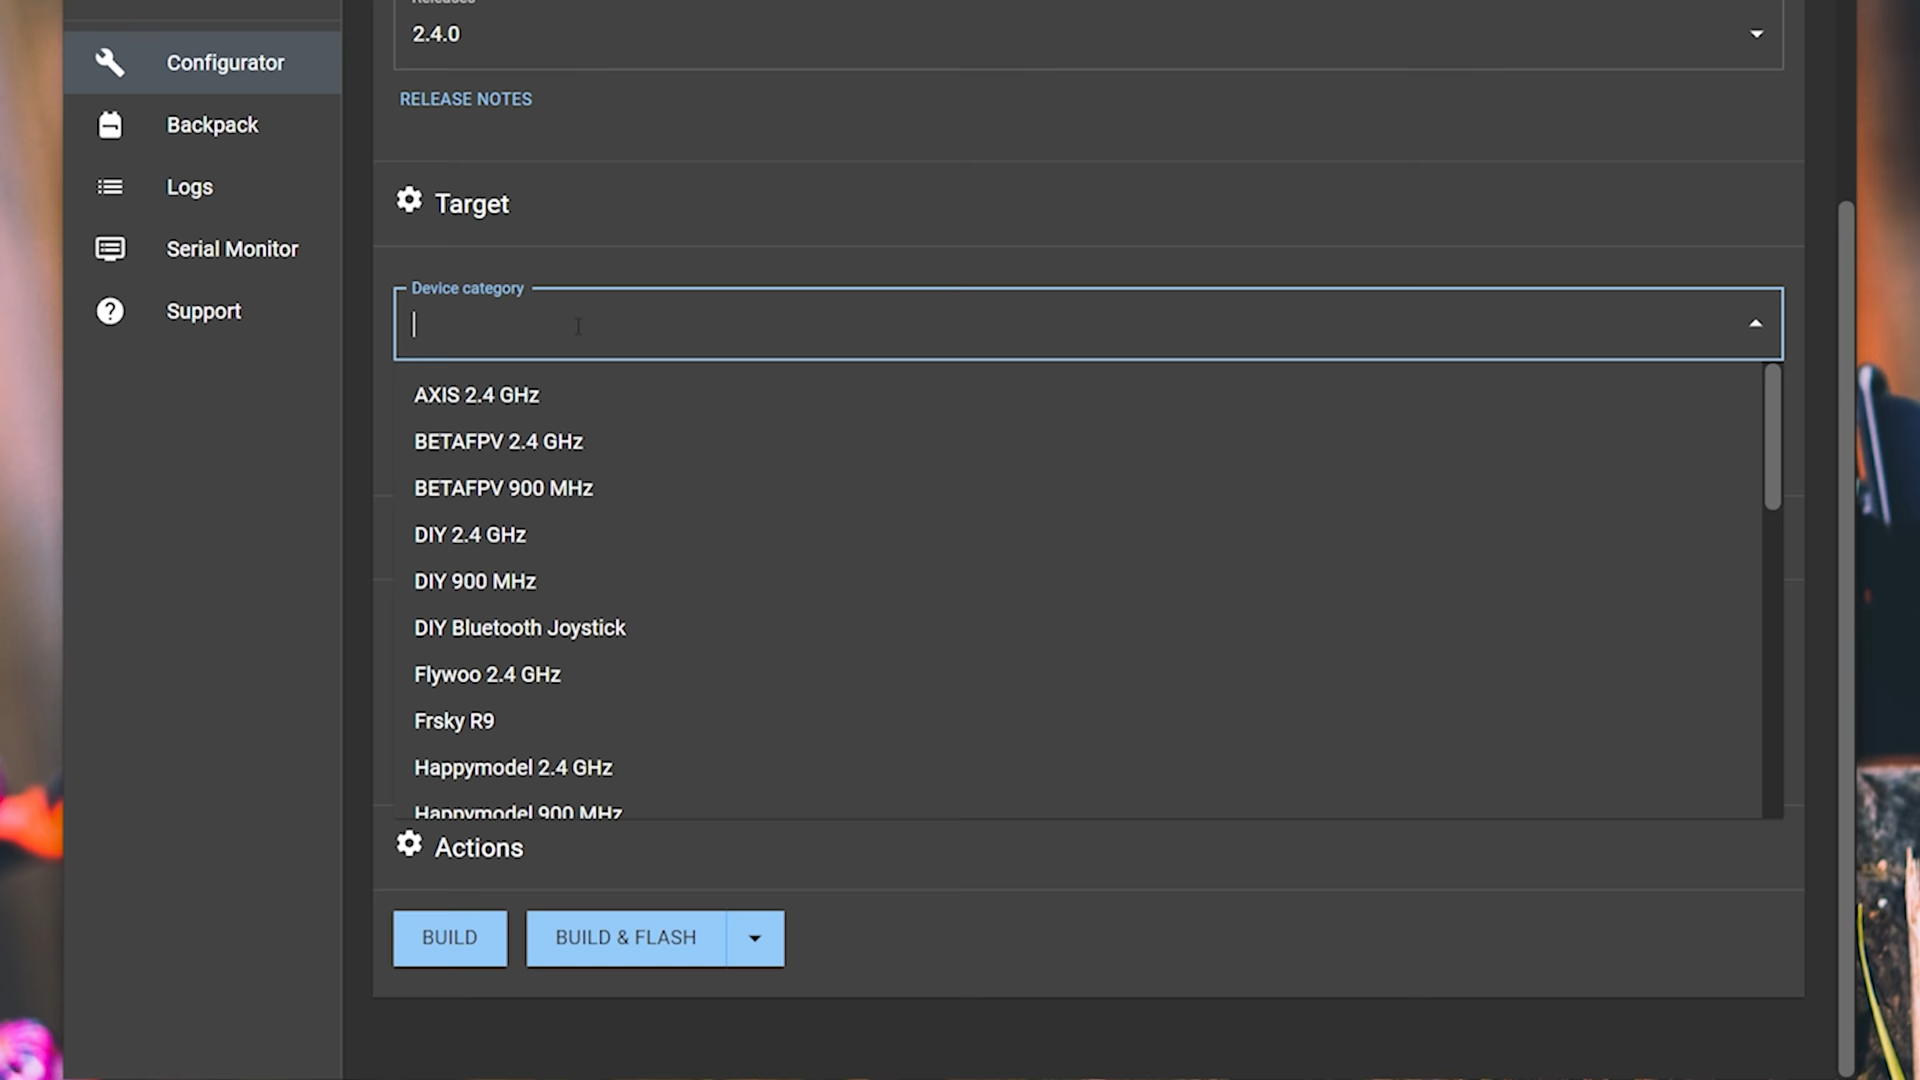 Releases
2.4.0
RELEASE NOTES
Configurator
Backpack
Logs
Serial Monitor
Support
Target
Device category
AXIS 2.4 GHz
BETAFPV 2.4 GHz
BETAFPV 900 MHz
DIY 2.4 GHz
DIY 900 MHz
DIY Bluetooth Joystick
Flywoo 2.4 GHz
Frsky R9
Happymodel 2.4 GHz
Happymodel 900 MHz
Actions
BUILD
BUILD & FLASH